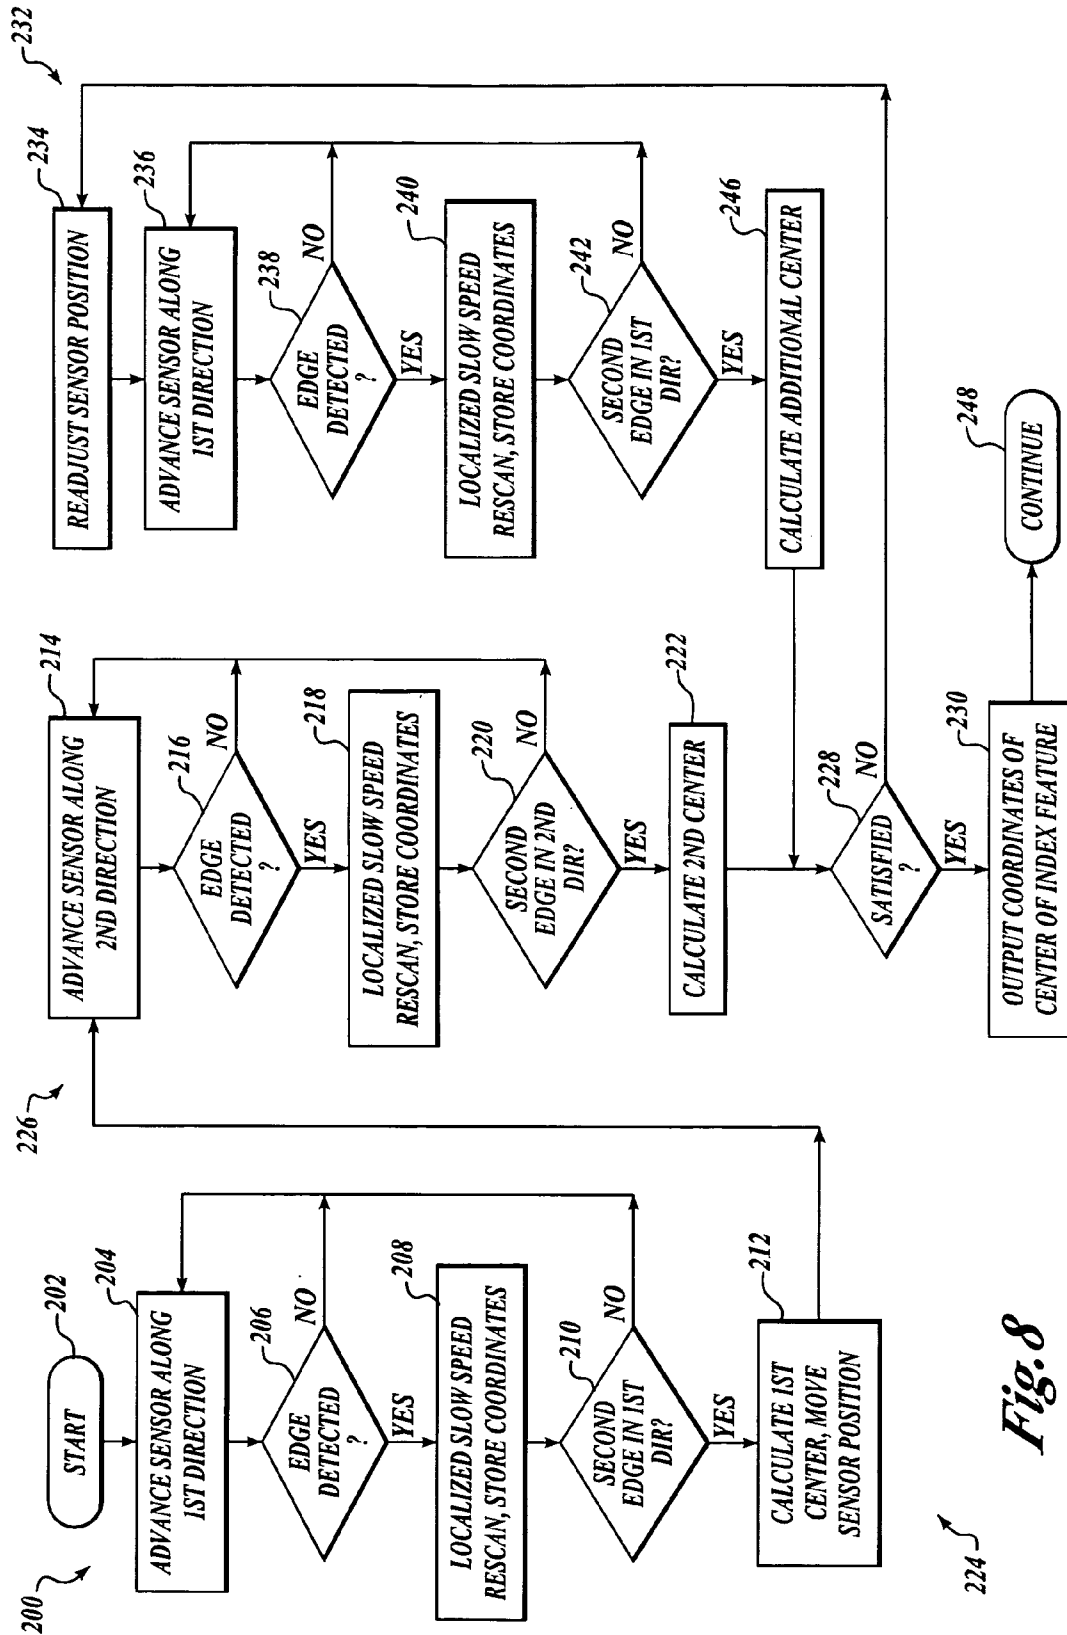 200
202
START
204
ADVANCE SENSOR ALONG
1ST DIRECTION
206
EDGE
DETECTED
?
NO
YES
208
LOCALIZED SLOW SPEED
RESCAN, STORE COORDINATES
210
SECOND
EDGE IN 1ST
DIR?
NO
YES
212
CALCULATE 1ST
CENTER, MOVE
SENSOR POSITION
224
226
214
ADVANCE SENSOR ALONG
2ND DIRECTION
216
EDGE
DETECTED
?
NO
YES
218
LOCALIZED SLOW SPEED
RESCAN, STORE COORDINATES
220
SECOND
EDGE IN 2ND
DIR?
NO
YES
222
CALCULATE 2ND CENTER
228
SATISFIED
?
NO
YES
230
OUTPUT COORDINATES OF
CENTER OF INDEX FEATURE
232
234
READJUST SENSOR POSITION
236
ADVANCE SENSOR ALONG
1ST DIRECTION
238
EDGE
DETECTED
?
NO
YES
240
LOCALIZED SLOW SPEED
RESCAN, STORE COORDINATES
242
SECOND
EDGE IN 1ST
DIR?
NO
YES
246
CALCULATE ADDITIONAL CENTER
248
CONTINUE
Fig.8